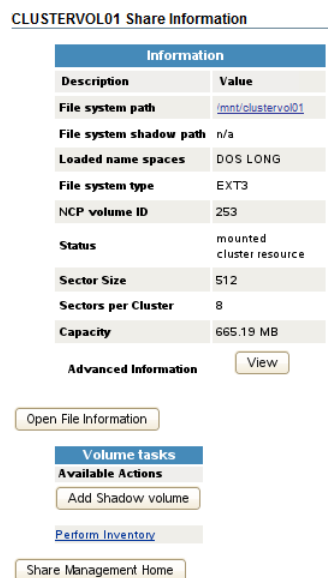 CLUSTERVOL01 Share Information
Information
Description Value
File system path /mnt/clustervol01
File system shadow path n/a
Loaded name spaces DOS LONG
File system type EXT3
NCP volume ID 253
Status mounted
cluster resource
Sector Size 512
Sectors per Cluster 8
Capacity 665.19 MB
Advanced Information View
Open File Information
Volume tasks
Available Actions
Add Shadow volume
Perform Inventory
Share Management Home